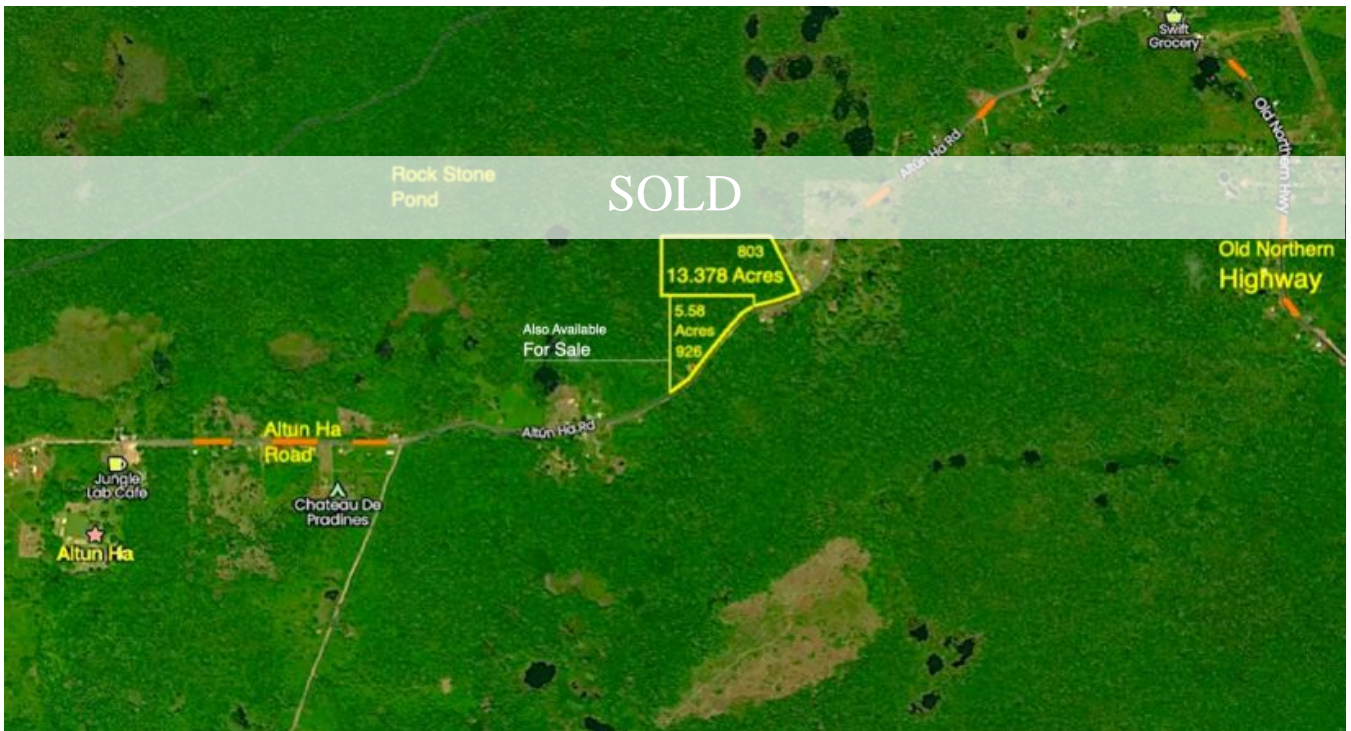 Swift
Grocery
Old Northern Hwy
Altun Ha Rd
Rock Stone
Pond
SOLD
803
13.378 Acres
Old Northern
Highway
5.58
Acres
926
Also Available
For Sale
Altun Ha
Road
Altun Ha Rd
Jungle
Lab Cafe
Chateau De
Pradines
Altun Ha